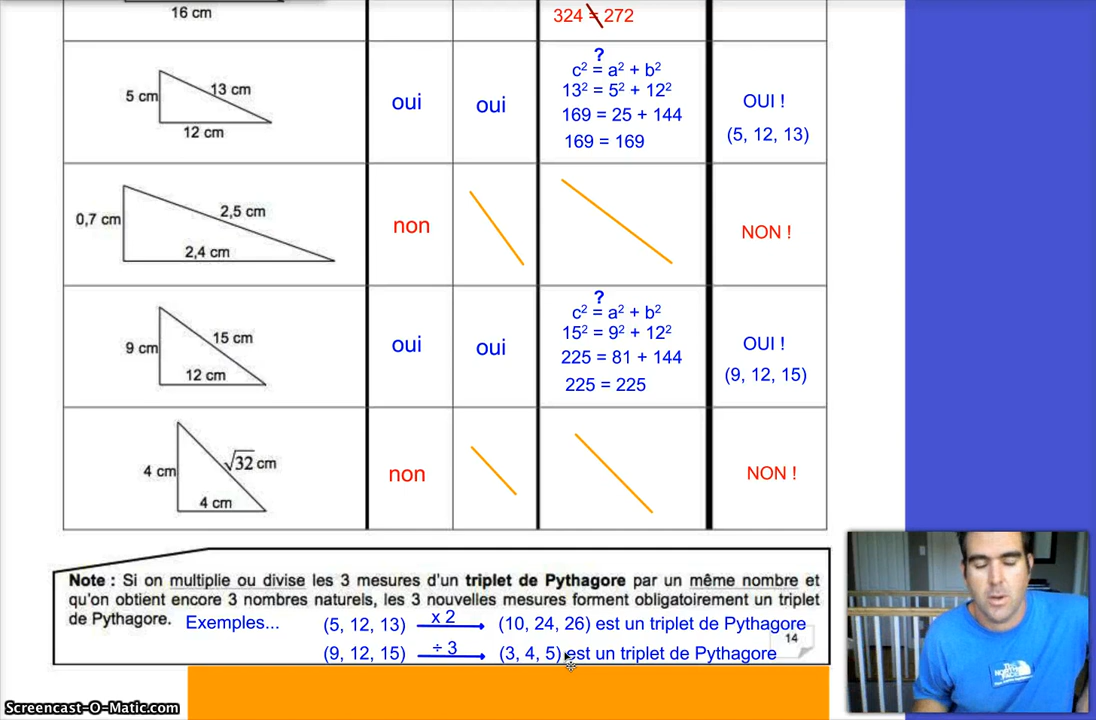 16 cm
324 = 272
?
c² = a² + b²
5 cm 13 cm
13² = 5² + 12²
oui oui OUI !
169 = 25 + 144
12 cm
169 = 169
(5, 12, 13)
0,7 cm 2,5 cm
2,4 cm
non NON !
?
c² = a² + b²
9 cm 15 cm
15² = 9² + 12²
oui oui OUI !
225 = 81 + 144
12 cm
225 = 225
(9, 12, 15)
4 cm √32 cm
4 cm
non NON !
Note : Si on multiplie ou divise les 3 mesures d'un triplet de Pythagore par un même nombre et
qu'on obtient encore 3 nombres naturels, les 3 nouvelles mesures forment obligatoirement un triplet
de Pythagore. Exemples... (5, 12, 13) x 2 (10, 24, 26) est un triplet de Pythagore
14
(9, 12, 15) ÷ 3 (3, 4, 5) est un triplet de Pythagore
THE NORTH FACE
Screencast-O-Matic.com